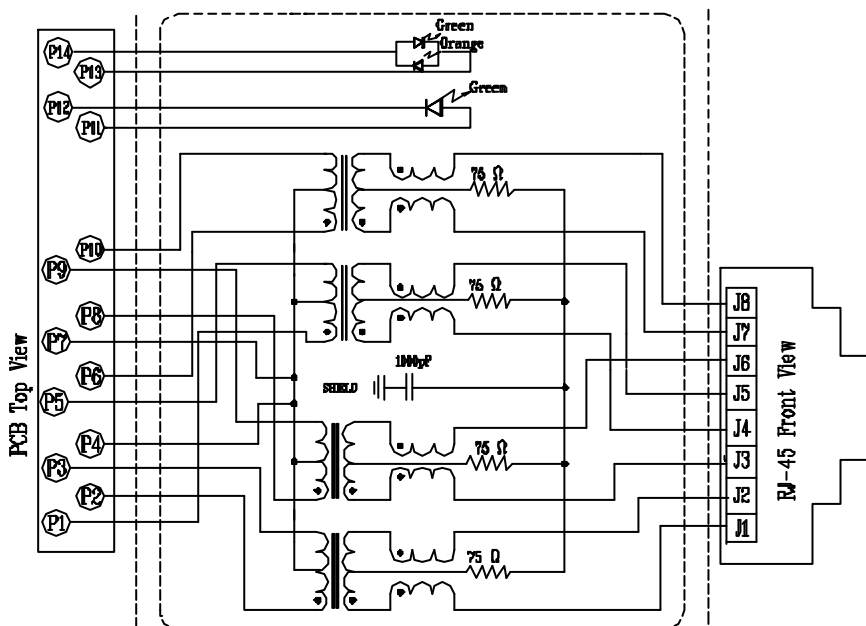 Green
Orange
Green
P14
P13
P12
P11
P10
P9
P8
P7
P6
P5
P4
P3
P2
P1
PCB Top View
75 Ω
75 Ω
1000pF
SHIELD
75 Ω
75 Ω
J8
J7
J6
J5
J4
J3
J2
J1
RJ-45 Front View